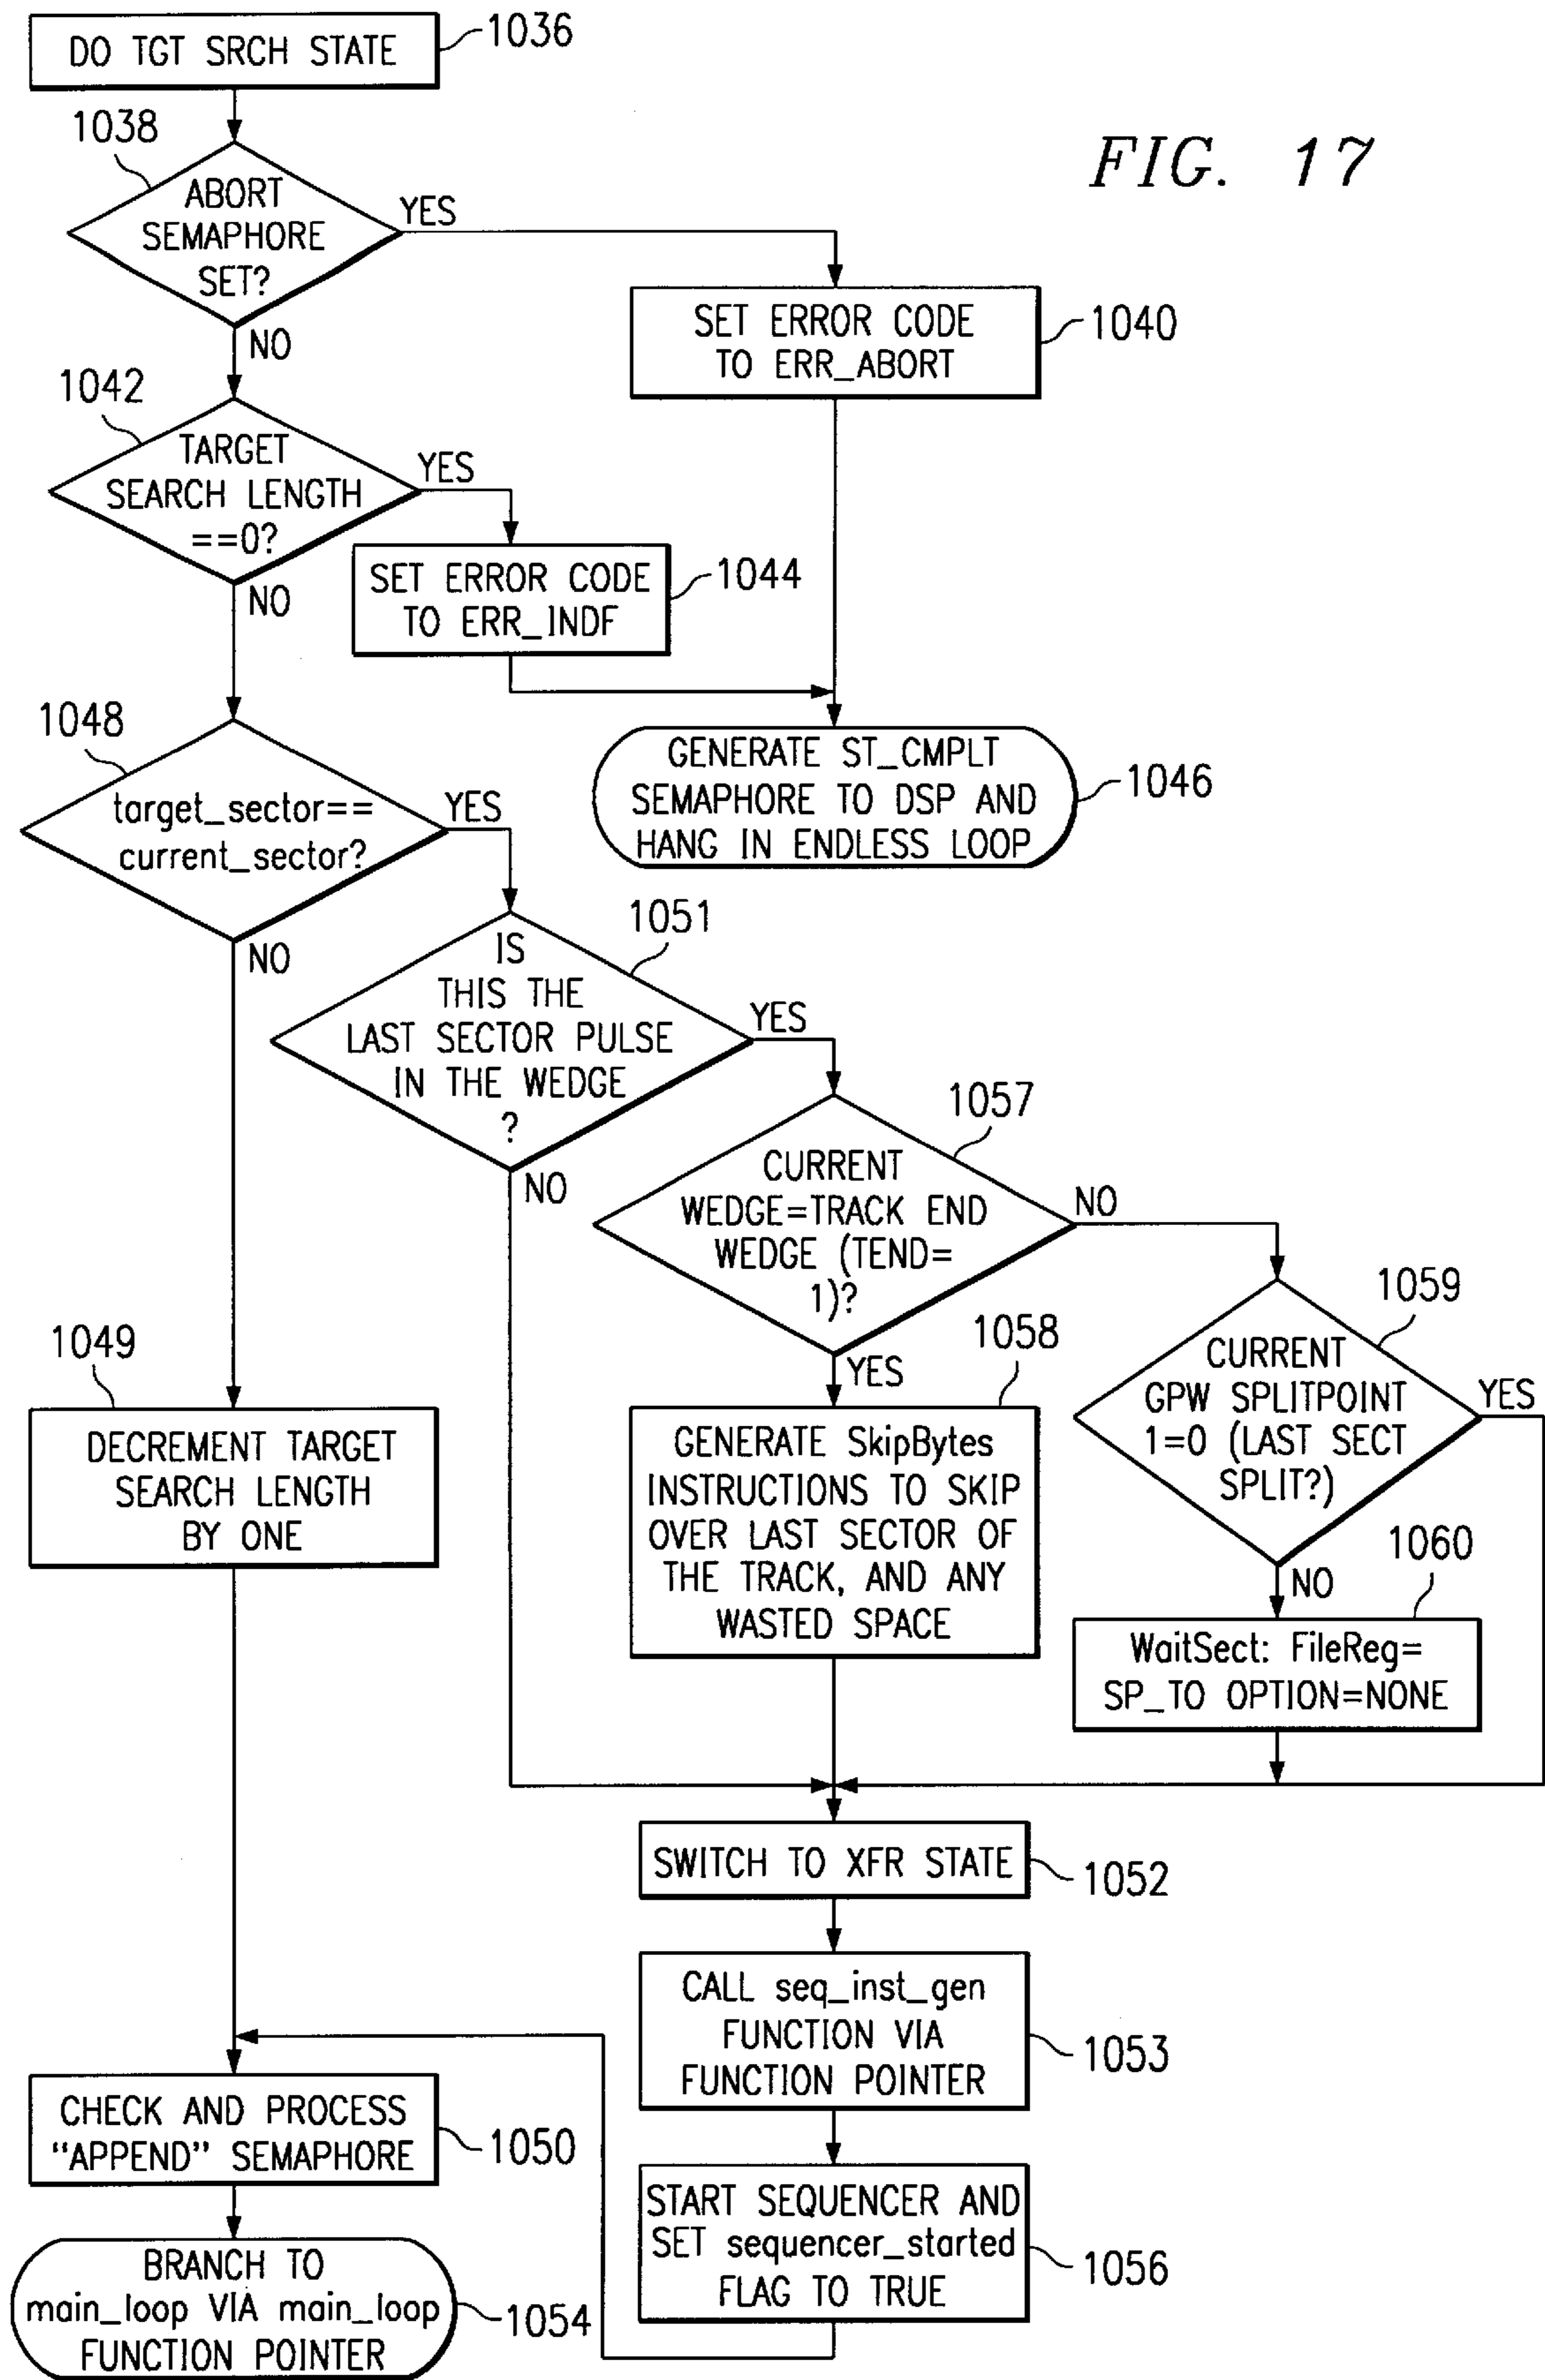 DO TGT SRCH STATE
1036
FIG. 17
1038
ABORT
SEMAPHORE
SET?
YES
NO
SET ERROR CODE
TO ERR_ABORT
1040
1042
TARGET
SEARCH LENGTH
==0?
YES
NO
SET ERROR CODE
TO ERR_INDF
1044
GENERATE ST_CMPLT
SEMAPHORE TO DSP AND
HANG IN ENDLESS LOOP
1046
1048
target_sector==
current_sector?
YES
NO
1051
IS
THIS THE
LAST SECTOR PULSE
IN THE WEDGE
?
YES
NO
1057
CURRENT
WEDGE=TRACK END
WEDGE (TEND=
1)?
NO
YES
1059
CURRENT
GPW SPLITPOINT
1=0 (LAST SECT
SPLIT?)
YES
NO
1049
DECREMENT TARGET
SEARCH LENGTH
BY ONE
1058
GENERATE SkipBytes
INSTRUCTIONS TO SKIP
OVER LAST SECTOR OF
THE TRACK, AND ANY
WASTED SPACE
1060
WaitSect: FileReg=
SP_TO OPTION=NONE
SWITCH TO XFR STATE
1052
CALL seq_inst_gen
FUNCTION VIA
FUNCTION POINTER
1053
CHECK AND PROCESS
"APPEND" SEMAPHORE
1050
START SEQUENCER AND
SET sequencer_started
FLAG TO TRUE
1056
BRANCH TO
main_loop VIA main_loop
FUNCTION POINTER
1054